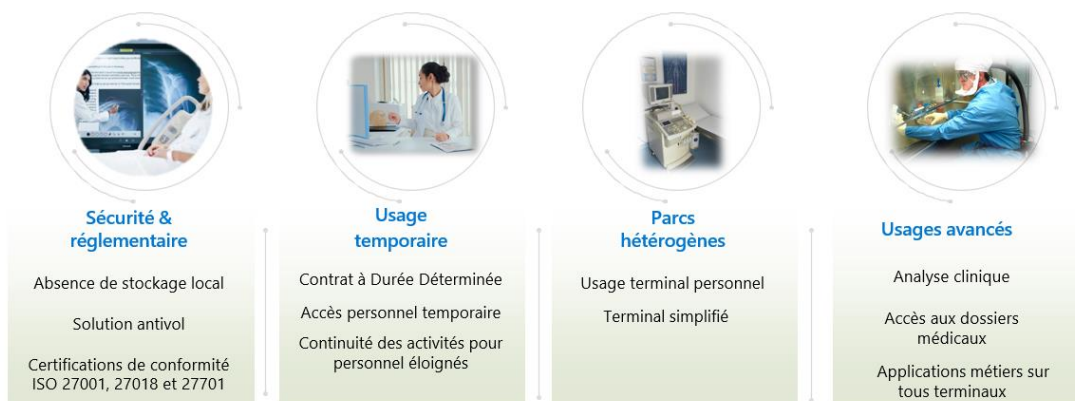 Sécurité &
réglementaire
Absence de stockage local
Solution antivol
Certifications de conformité
ISO 27001, 27018 et 27701
Usage
temporaire
Contrat à Durée Déterminée
Accès personnel temporaire
Continuité des activités pour
personnel éloignés
Parcs
hétérogènes
Usage terminal personnel
Terminal simplifié
Usages avancés
Analyse clinique
Accès aux dossiers
médicaux
Applications métiers sur
tous terminaux